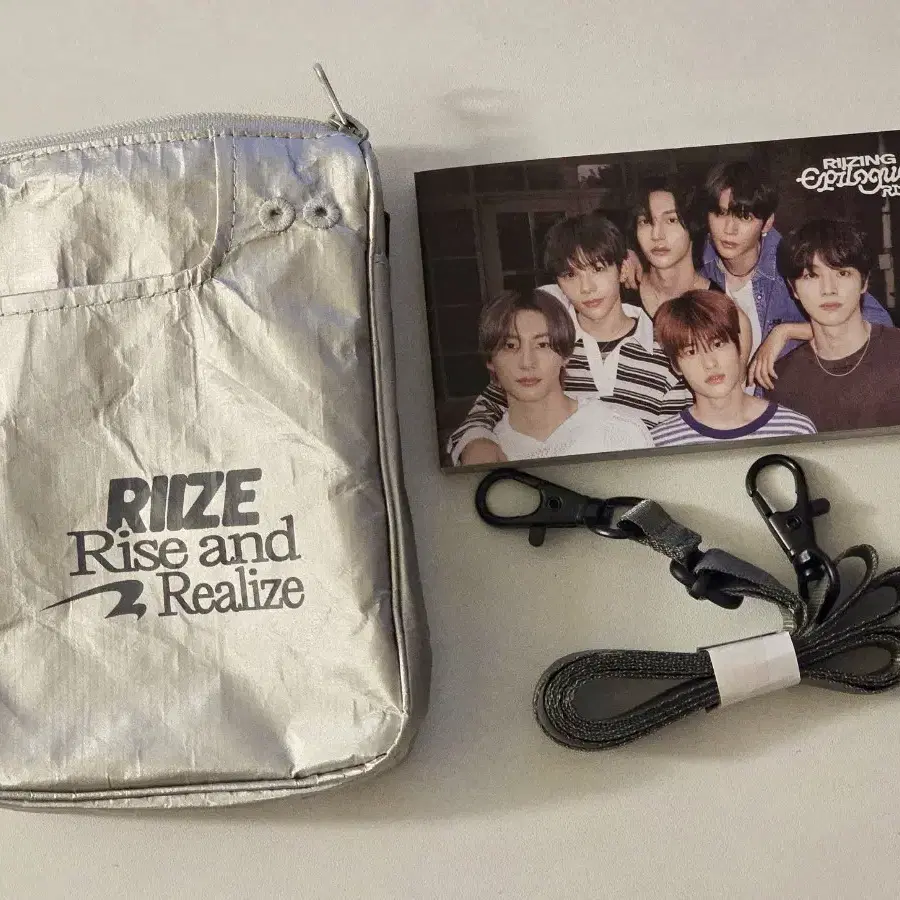 RIIZE
Rise and
Realize
RIIZING
Epilogue